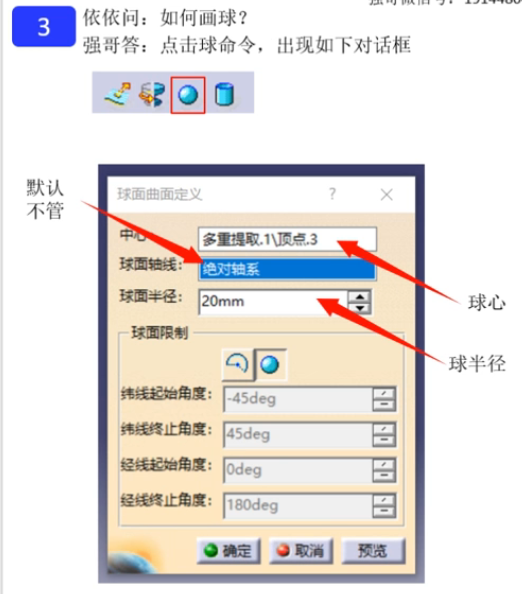 3
依依问：如何画球？
强哥答：点击球命令，出现如下对话框
默认
不管
球面曲面定义 ? ×
中心：
多重提取.1\顶点.3
球面轴线：
绝对轴系
球面半径：
20mm
球心
球半径
球面限制
纬线起始角度：
-45deg
纬线终止角度：
45deg
经线起始角度：
0deg
经线终止角度：
180deg
确定 取消 预览